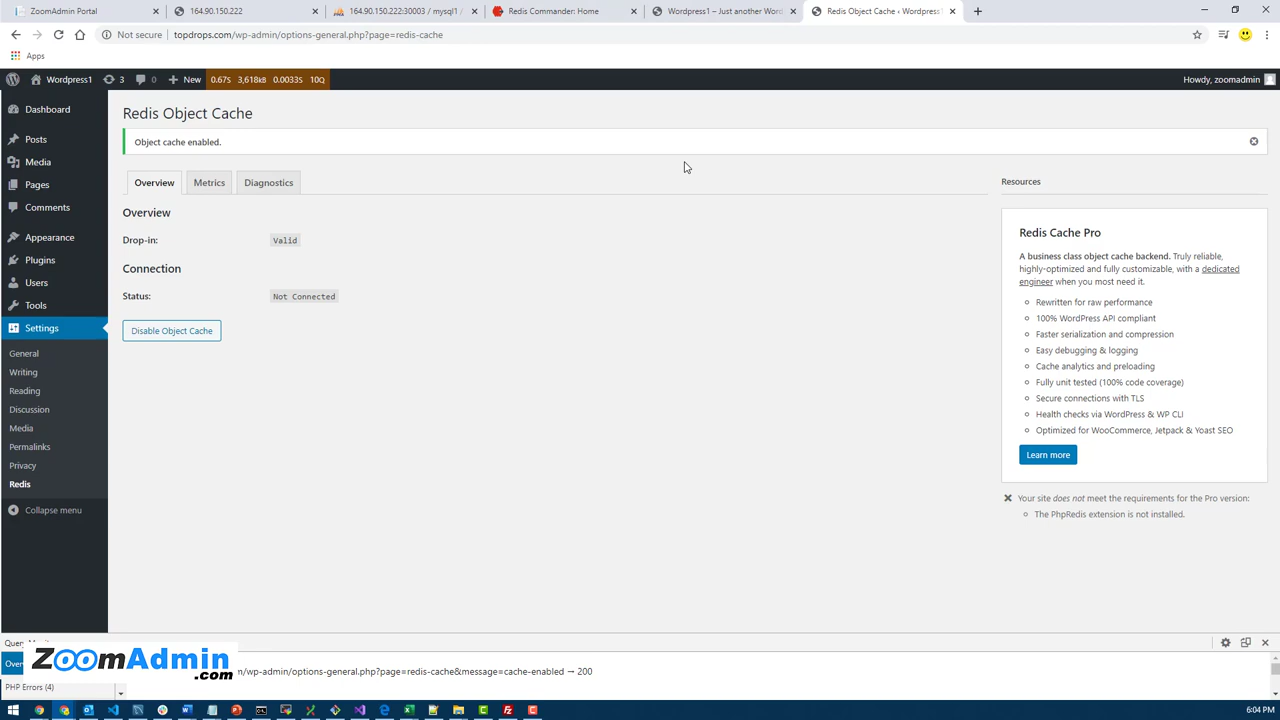 ZoomAdmin Portal
164.90.150.222
164.90.150.222:30003 / mysql1 /
Redis Commander: Home
Wordpress1 – Just another Word
Redis Object Cache ‹ Wordpress1
Not secure
topdrops.com/wp-admin/options-general.php?page=redis-cache
Apps
Wordpress1
3
0
New
0.67S 3,618kB 0.0033S 10Q
Howdy, zoomadmin
Dashboard
Posts
Media
Pages
Comments
Appearance
Plugins
Users
Tools
Settings
General
Writing
Reading
Discussion
Media
Permalinks
Privacy
Redis
Collapse menu
Redis Object Cache
Object cache enabled.
Overview
Metrics
Diagnostics
Overview
Drop-in:
Valid
Connection
Status:
Not Connected
Disable Object Cache
Resources
Redis Cache Pro
A business class object cache backend. Truly reliable,
highly-optimized and fully customizable, with a dedicated
engineer when you most need it.
Rewritten for raw performance
100% WordPress API compliant
Faster serialization and compression
Easy debugging & logging
Cache analytics and preloading
Fully unit tested (100% code coverage)
Secure connections with TLS
Health checks via WordPress & WP CLI
Optimized for WooCommerce, Jetpack & Yoast SEO
Learn more
Your site does not meet the requirements for the Pro version:
The PhpRedis extension is not installed.
ZoomAdmin
.com
/wp-admin/options-general.php?page=redis-cache&message=cache-enabled → 200
PHP Errors (4)
6:04 PM